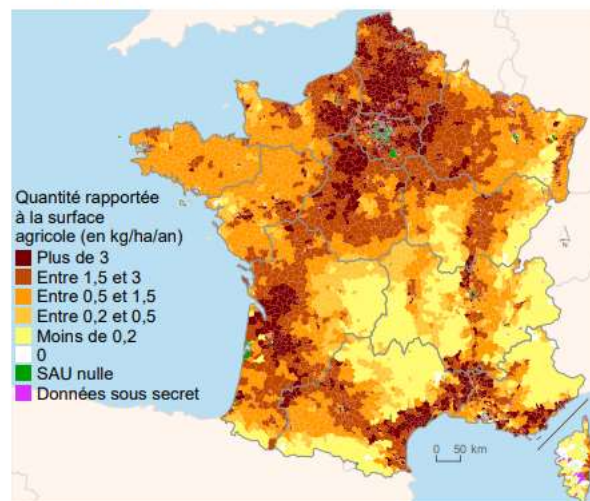 Quantité rapportée
à la surface
agricole (en kg/ha/an)
Plus de 3
Entre 1,5 et 3
Entre 0,5 et 1,5
Entre 0,2 et 0,5
Moins de 0,2
0
SAU nulle
Données sous secret
0 50 km